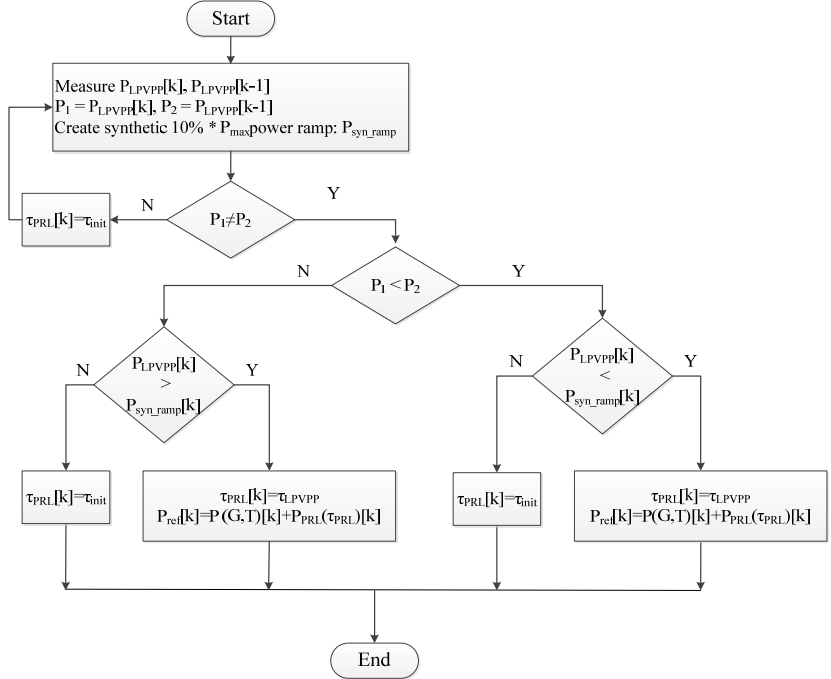 Start
Measure P_LPVPP[k], P_LPVPP[k-1]
P_1 = P_LPVPP[k], P_2 = P_LPVPP[k-1]
Create synthetic 10% * P_max power ramp: P_syn_ramp
N
Y
τ_PRL[k]=τ_init
P_1≠P_2
N
Y
P_1 < P_2
N
P_LPVPP[k]
>
P_syn_ramp[k]
Y
N
P_LPVPP[k]
<
P_syn_ramp[k]
Y
τ_PRL[k]=τ_init
τ_PRL[k]=τ_LPVPP
P_ref[k]=P(G,T)[k]+P_PRL(τ_PRL)[k]
τ_PRL[k]=τ_init
τ_PRL[k]=τ_LPVPP
P_ref[k]=P(G,T)[k]+P_PRL(τ_PRL)[k]
End